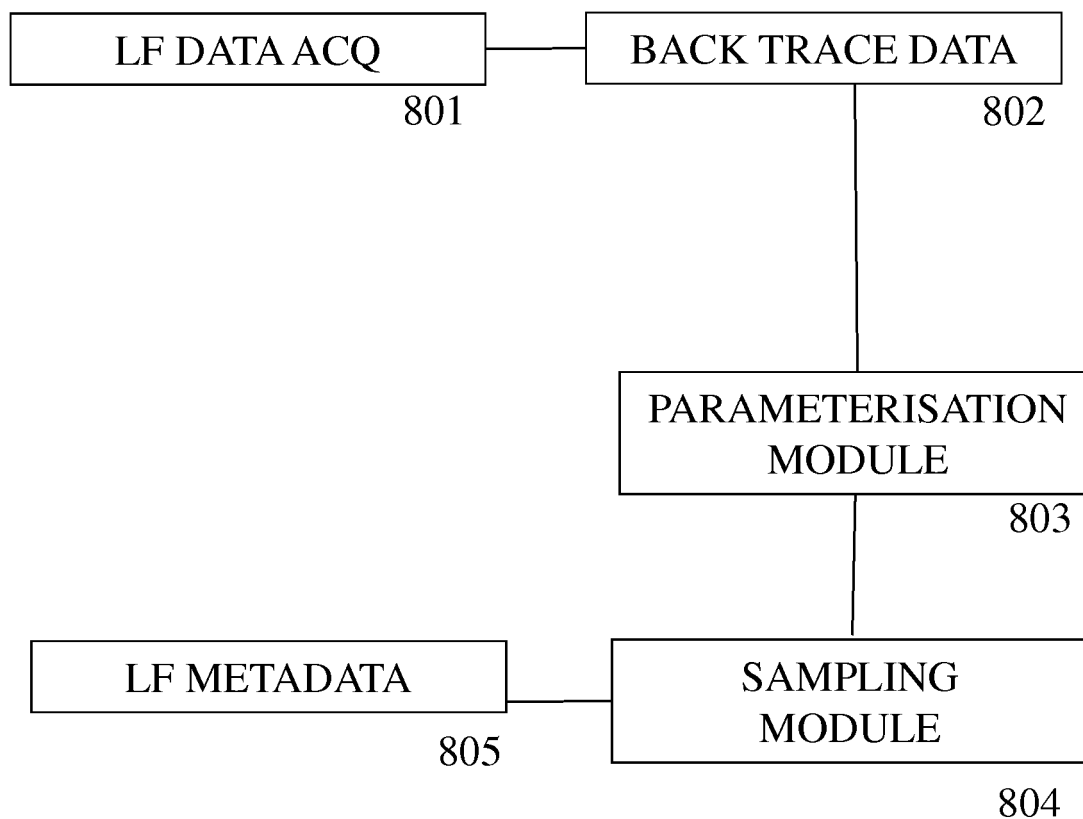 LF DATA ACQ
801
BACK TRACE DATA
802
PARAMETERISATION
MODULE
803
LF METADATA
805
SAMPLING
MODULE
804